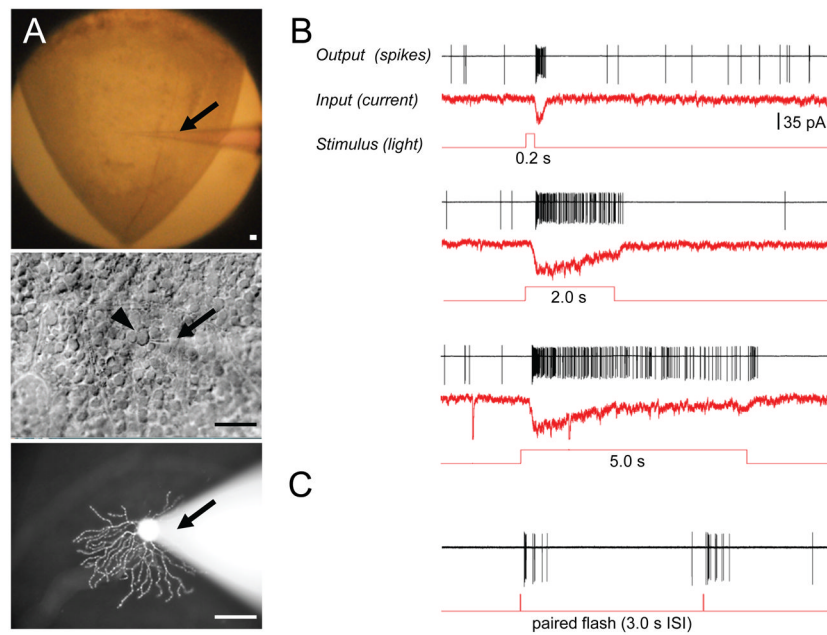 A
B
Output (spikes)
Input (current)
35 pA
Stimulus (light)
0.2 s
2.0 s
5.0 s
C
paired flash (3.0 s ISI)